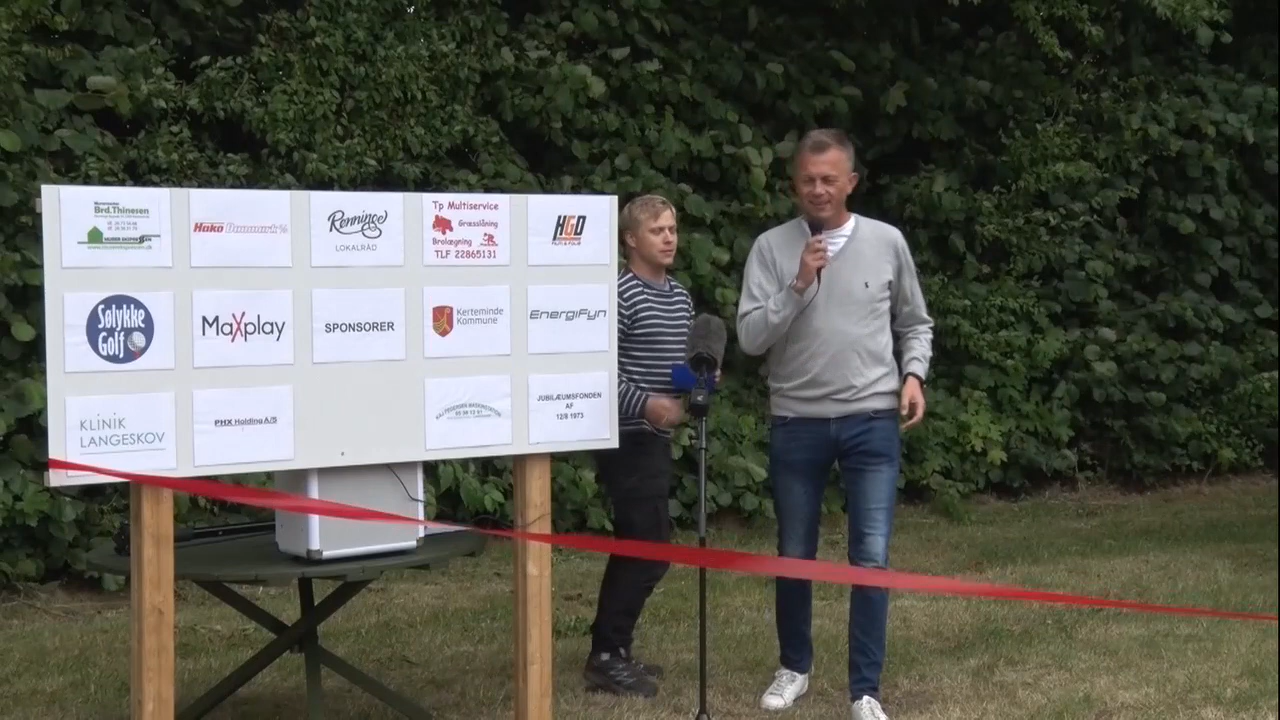 Brd.Thinesen
Hako Danmark A/S
Rynkeby
LOKALRÅD
Tp Multiservice
Græsslåning
Brolægning
TLF 22865131
HGD
Sølykke
Golf
MaXplay
SPONSORER
Kerteminde
Kommune
EnergiFyn
KLINIK
LANGESKOV
PHX Holding A/S
JUBILÆUMSFONDEN
AF
12/8 1973